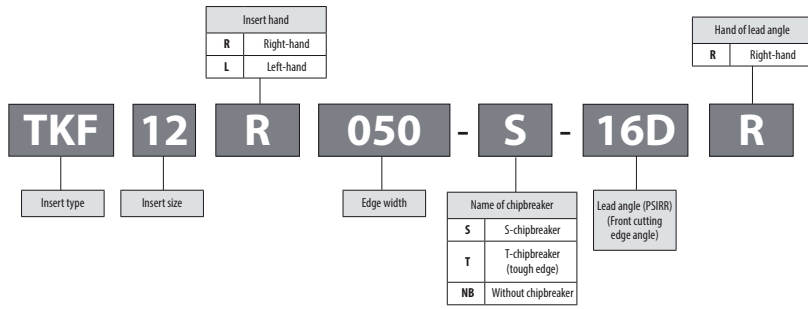 Insert hand
R Right-hand
L Left-hand
Hand of lead angle
R Right-hand
TKF 12 R 050 - S - 16D R
Insert type
Insert size
Edge width
Name of chipbreaker
S S-chipbreaker
T T-chipbreaker
(tough edge)
NB Without chipbreaker
Lead angle (PSIRR)
(Front cutting
edge angle)